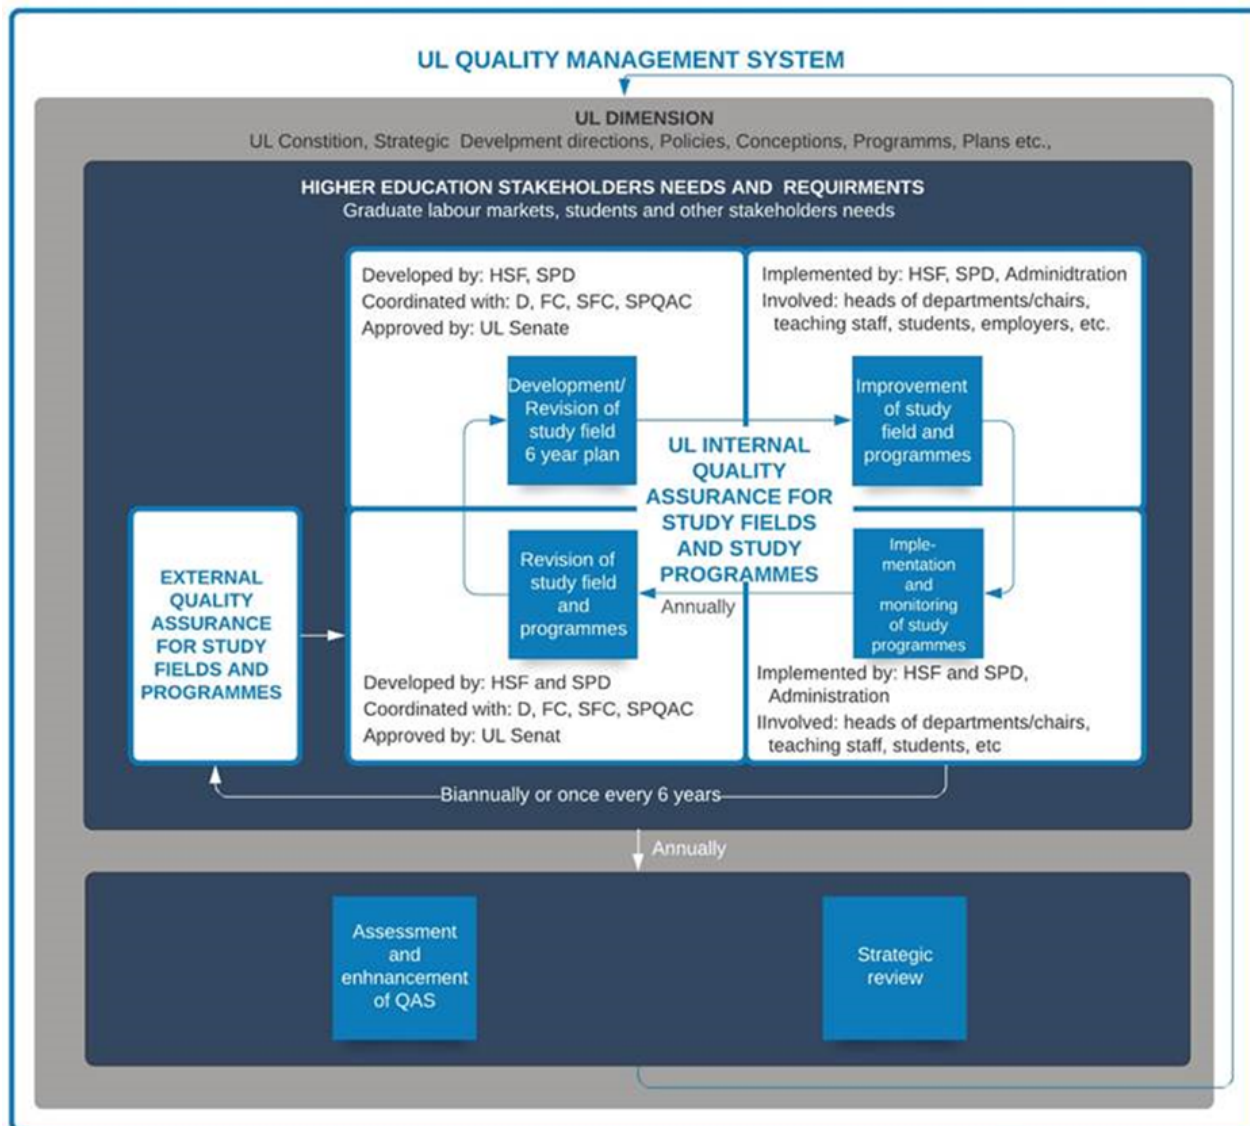 UL QUALITY MANAGEMENT SYSTEM
UL DIMENSION
UL Constition, Strategic Develpment directions, Policies, Conceptions, Programms, Plans etc.,
HIGHER EDUCATION STAKEHOLDERS NEEDS AND REQUIRMENTS
Graduate labour markets, students and other stakeholders needs
Developed by: HSF, SPD
Coordinated with: D, FC, SFC, SPQAC
Approved by: UL Senate
Development/
Revision of
study field
6 year plan
Implemented by: HSF, SPD, Adminidtration
Involved: heads of departments/chairs,
teaching staff, students, employers, etc.
Improvement
of study
field and
programmes
UL INTERNAL
QUALITY
ASSURANCE FOR
STUDY FIELDS
AND STUDY
PROGRAMMES
Annually
EXTERNAL
QUALITY
ASSURANCE
FOR STUDY
FIELDS AND
PROGRAMMES
Revision of
study field
and
programmes
Developed by: HSF and SPD
Coordinated with: D, FC, SFC, SPQAC
Approved by: UL Senat
Imple-
mentation
and
monitoring
of study
programmes
Implemented by: HSF and SPD,
Administration
IInvolved: heads of departments/chairs,
teaching staff, students, etc
Biannually or once every 6 years
Annually
Assessment
and
enhnancement
of QAS
Strategic
review